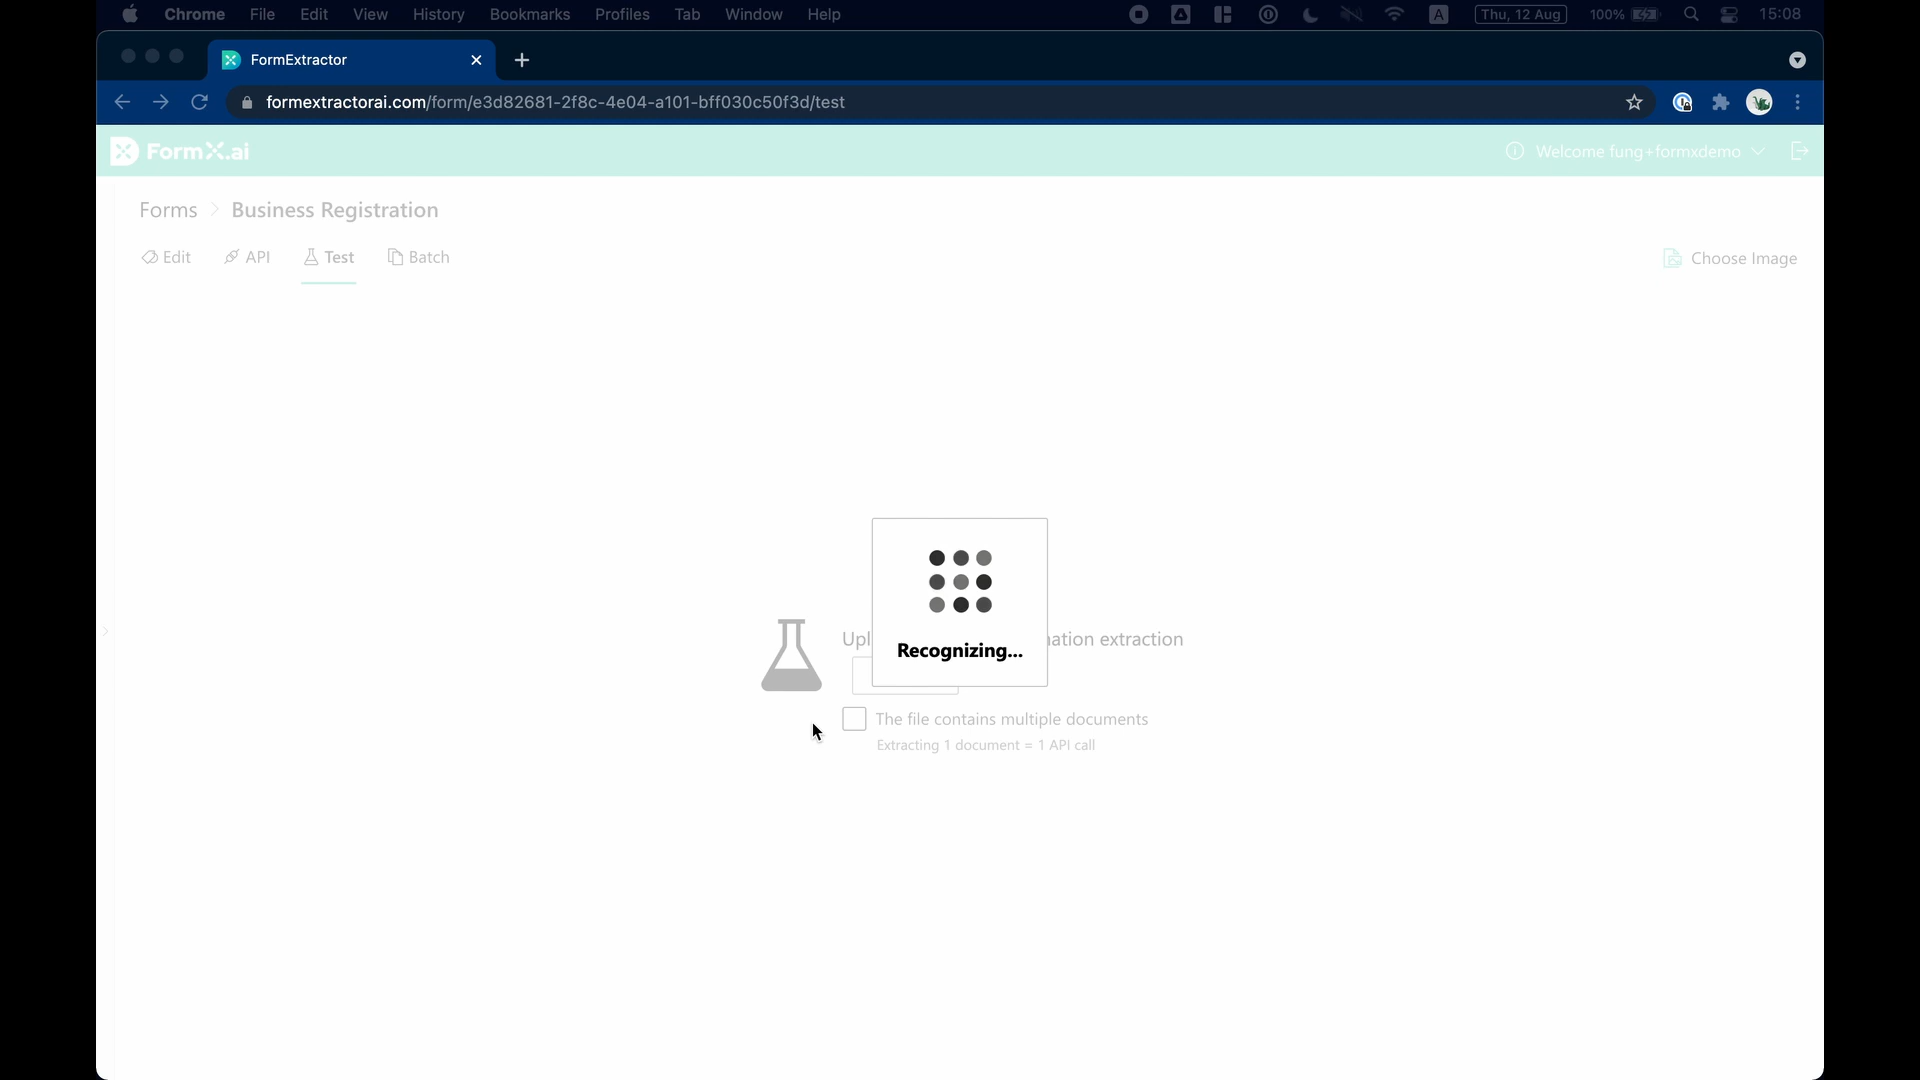 Chrome File Edit View History Bookmarks Profiles Tab Window Help A Thu, 12 Aug 100% 15:08
FormExtractor
formextractorai.com/form/e3d82681-2f8c-4e04-a101-bff030c50f3d/test
FormX.ai Welcome fung+formxdemo
Forms > Business Registration
Edit API Test Batch Choose Image
Recognizing...
The file contains multiple documents
Extracting 1 document = 1 API call
extraction